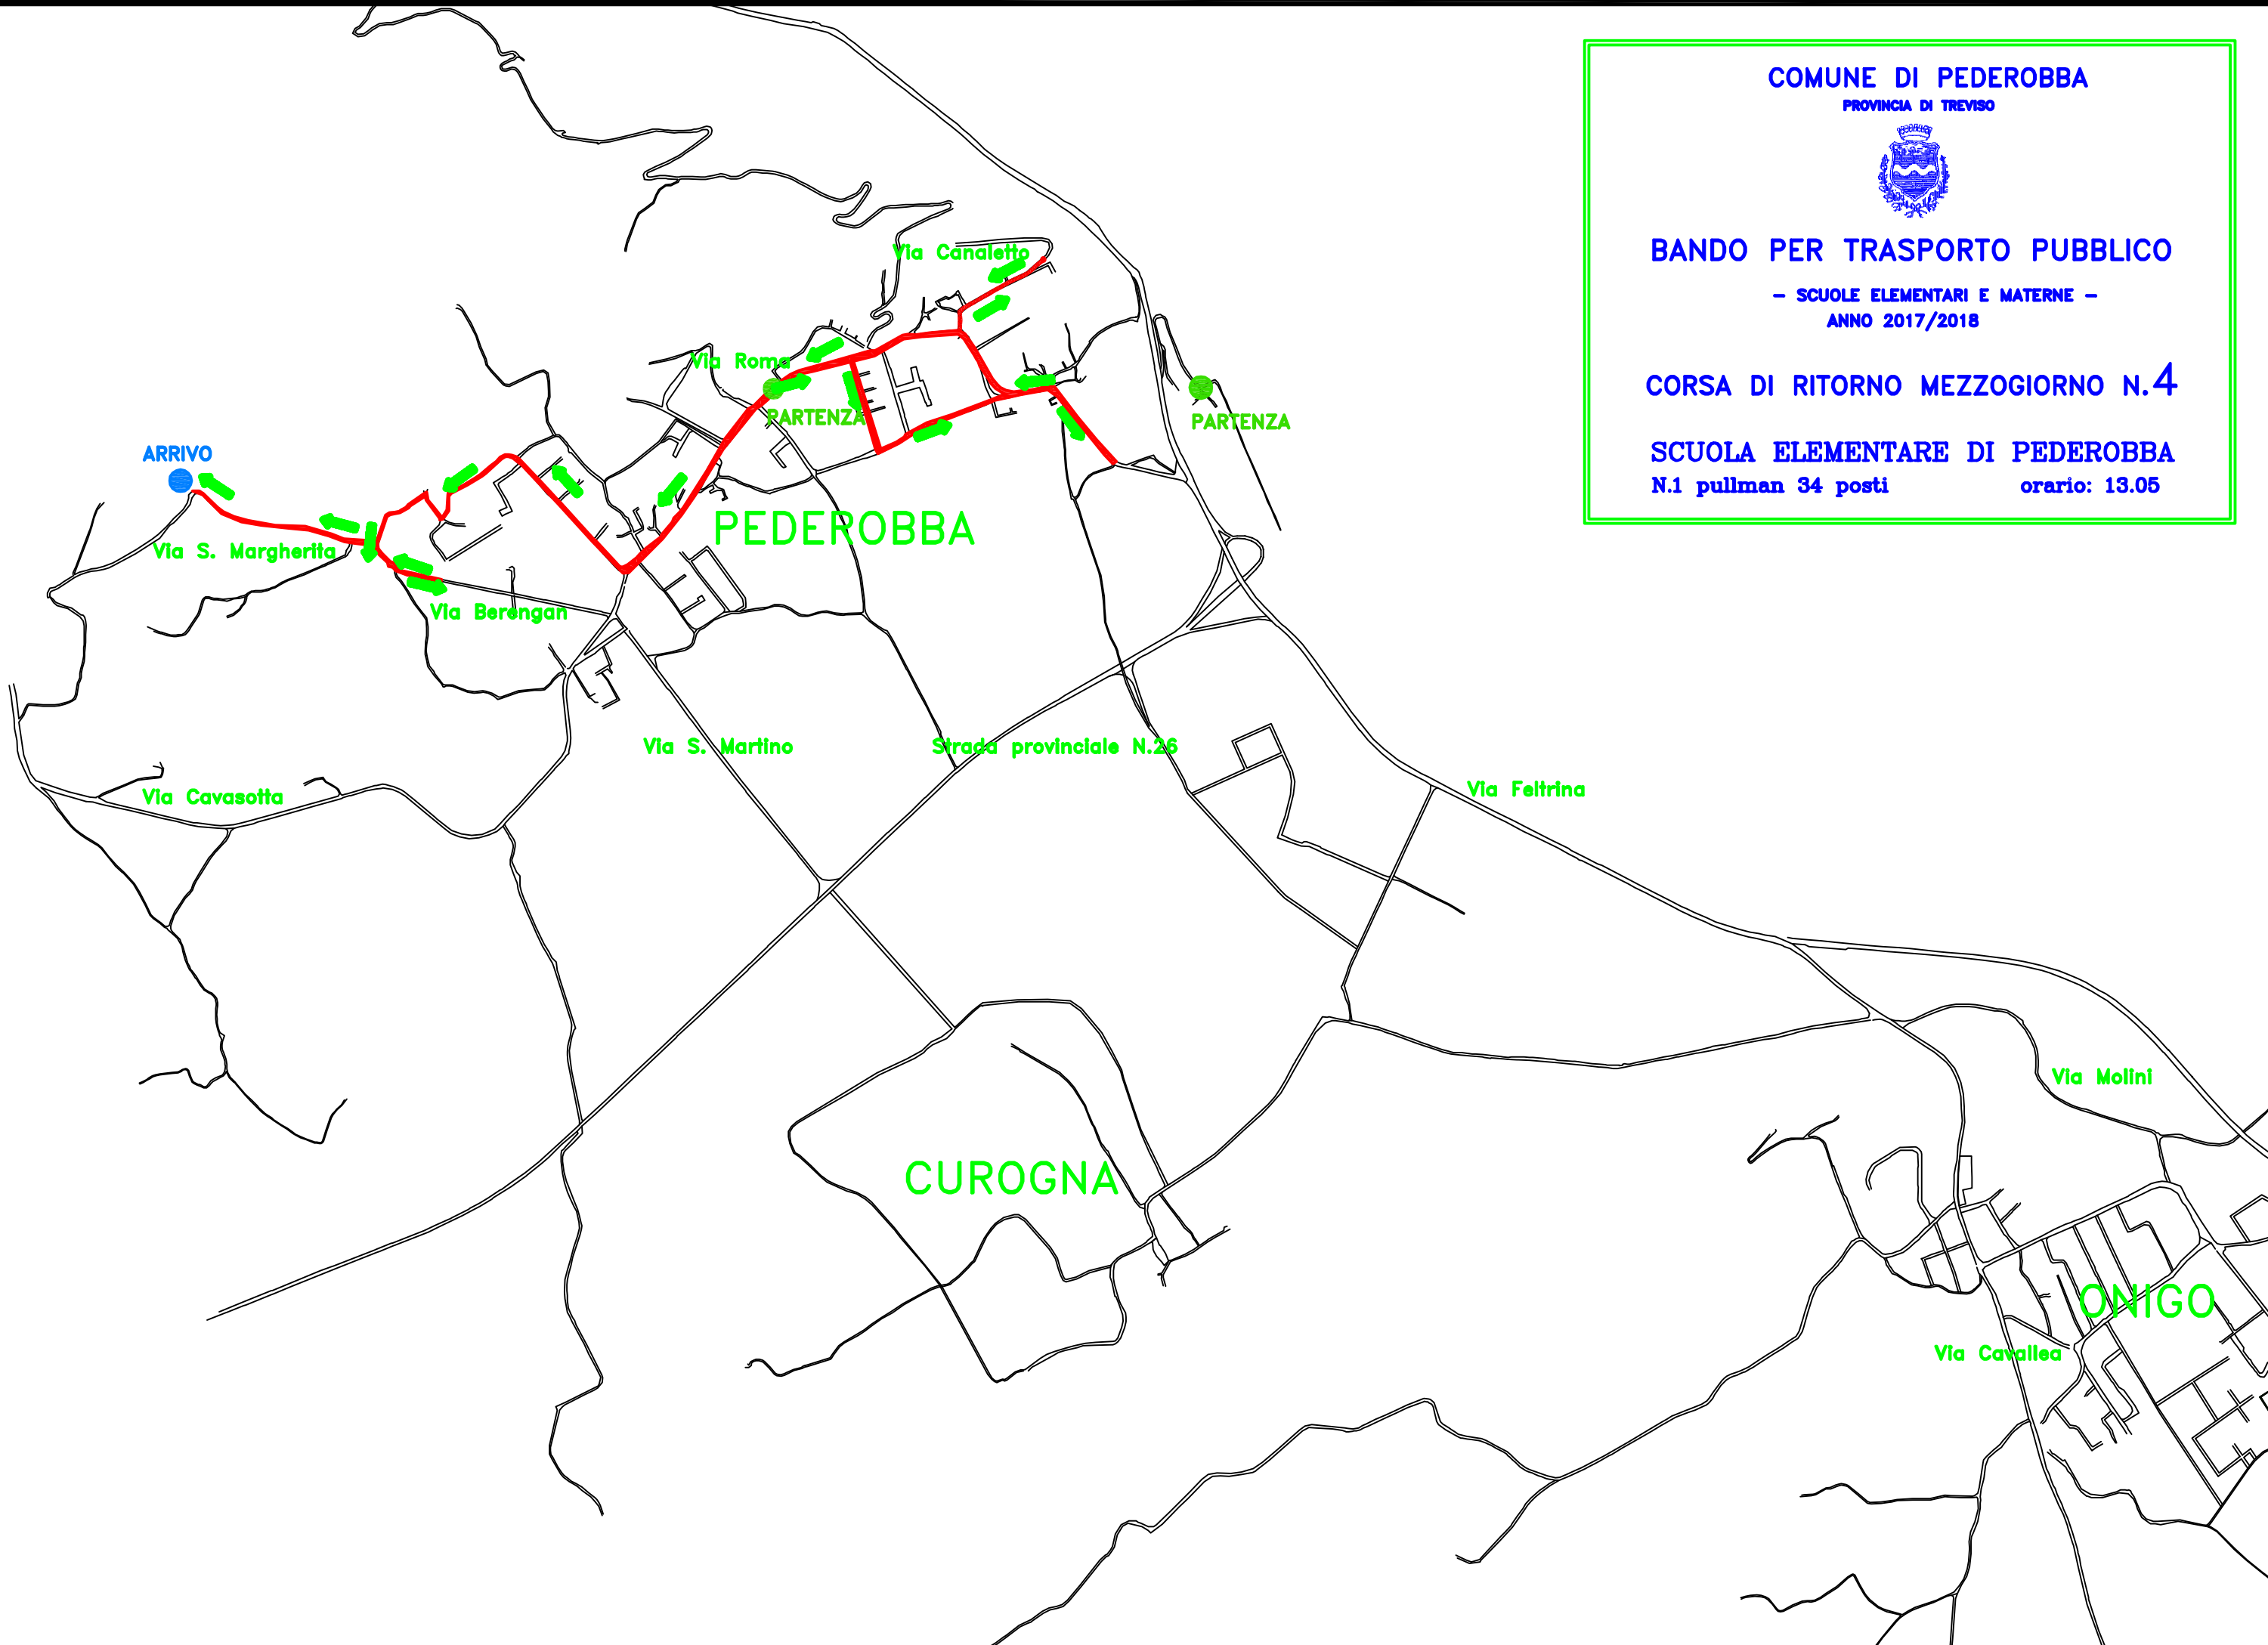 COMUNE DI PEDEROBBA
PROVINCIA DI TREVISO
BANDO PER TRASPORTO PUBBLICO
- SCUOLE ELEMENTARI E MATERNE -
ANNO 2017/2018
CORSA DI RITORNO MEZZOGIORNO N.4
SCUOLA ELEMENTARE DI PEDEROBBA
N.1 pullman 34 posti orario: 13.05
Via Canaletto
Via Roma
PARTENZA
PARTENZA
ARRIVO
PEDEROBBA
Via S. Margherita
Via Berengan
Via S. Martino
Strada provinciale N.26
Via Feltrina
Via Cavasotta
Via Molini
CUROGNA
ONIGO
Via Cavallea